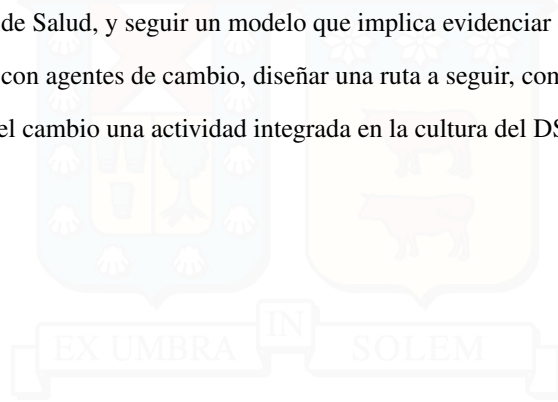 de Salud, y seguir un modelo que implica evidenciar
con agentes de cambio, diseñar una ruta a seguir, con
el cambio una actividad integrada en la cultura del DS
IN
EX UMBRA SOLEM